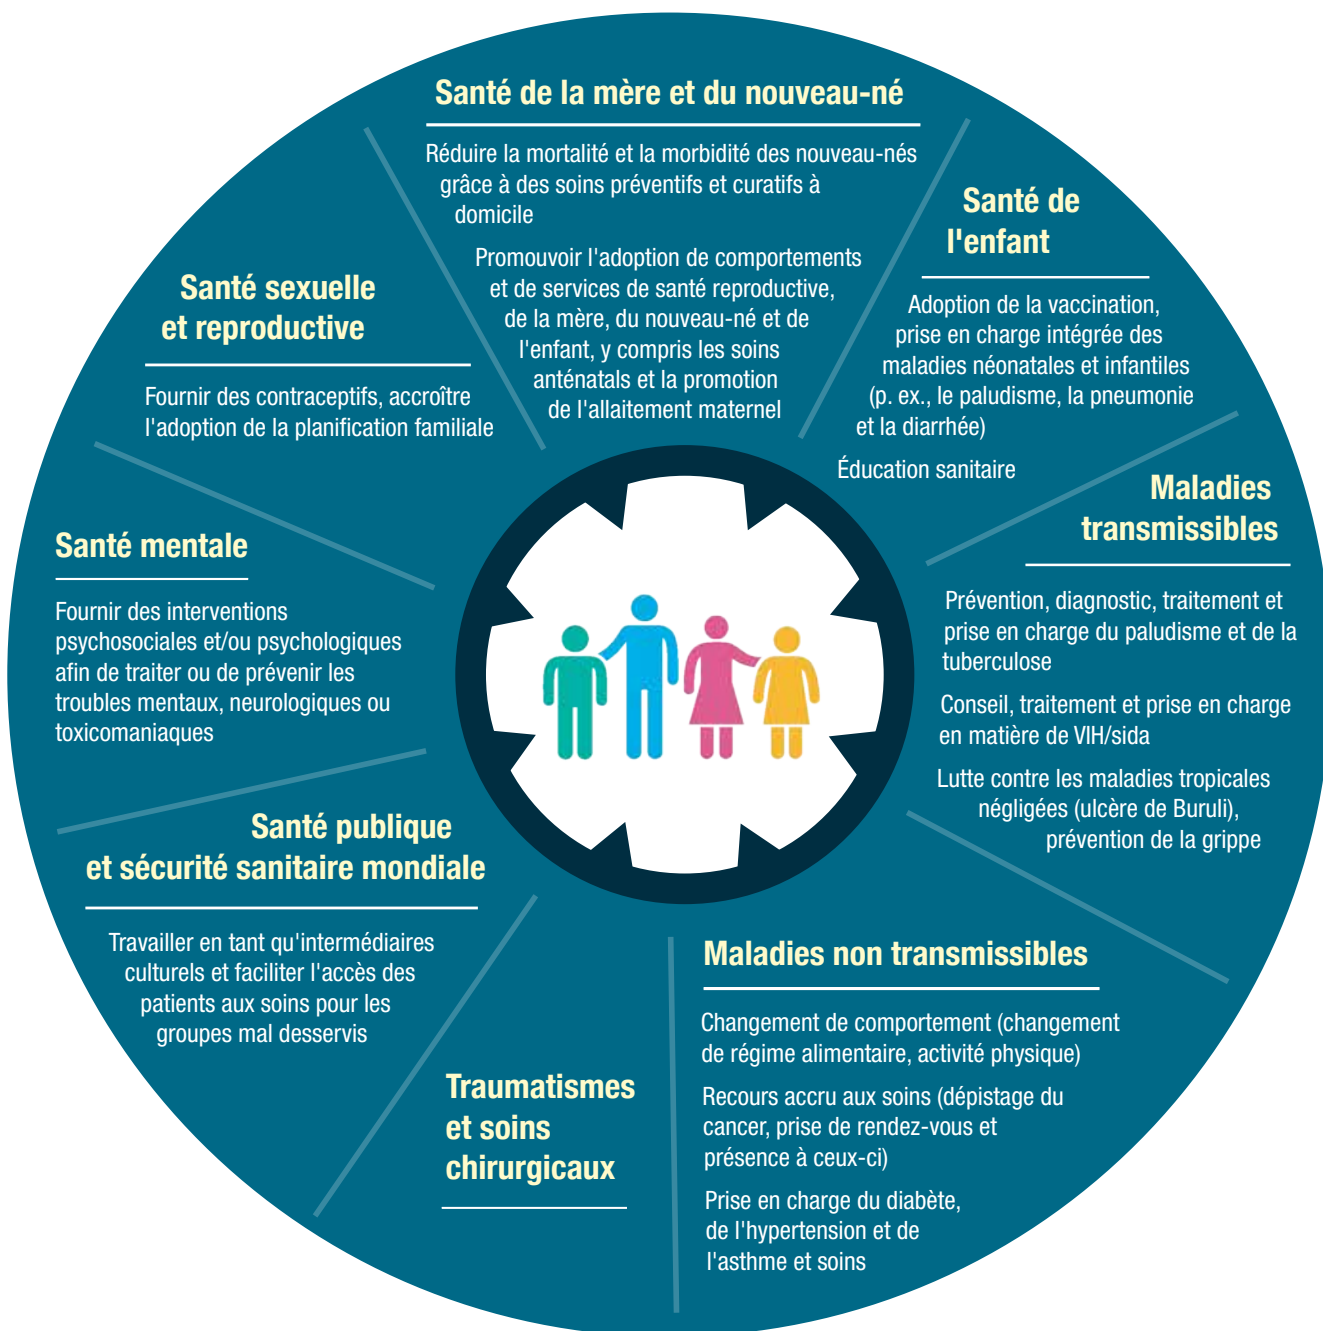 Santé de la mère et du nouveau-né
Réduire la mortalité et la morbidité des nouveau-nés
grâce à des soins préventifs et curatifs à
domicile
Promouvoir l'adoption de comportements
et de services de santé reproductive,
de la mère, du nouveau-né et de
l'enfant, y compris les soins
anténatals et la promotion
de l'allaitement maternel
Santé de
l'enfant
Adoption de la vaccination,
prise en charge intégrée des
maladies néonatales et infantiles
(p. ex., le paludisme, la pneumonie
et la diarrhée)
Éducation sanitaire
Maladies
transmissibles
Prévention, diagnostic, traitement et
prise en charge du paludisme et de la
tuberculose
Conseil, traitement et prise en charge
en matière de VIH/sida
Lutte contre les maladies tropicales
négligées (ulcère de Buruli),
prévention de la grippe
Maladies non transmissibles
Changement de comportement (changement
de régime alimentaire, activité physique)
Recours accru aux soins (dépistage du
cancer, prise de rendez-vous et
présence à ceux-ci)
Prise en charge du diabète,
de l'hypertension et de
l'asthme et soins
Traumatismes
et soins
chirurgicaux
Santé publique
et sécurité sanitaire mondiale
Travailler en tant qu'intermédiaires
culturels et faciliter l'accès des
patients aux soins pour les
groupes mal desservis
Santé mentale
Fournir des interventions
psychosociales et/ou psychologiques
afin de traiter ou de prévenir les
troubles mentaux, neurologiques ou
toxicomaniaques
Santé sexuelle
et reproductive
Fournir des contraceptifs, accroître
l'adoption de la planification familiale